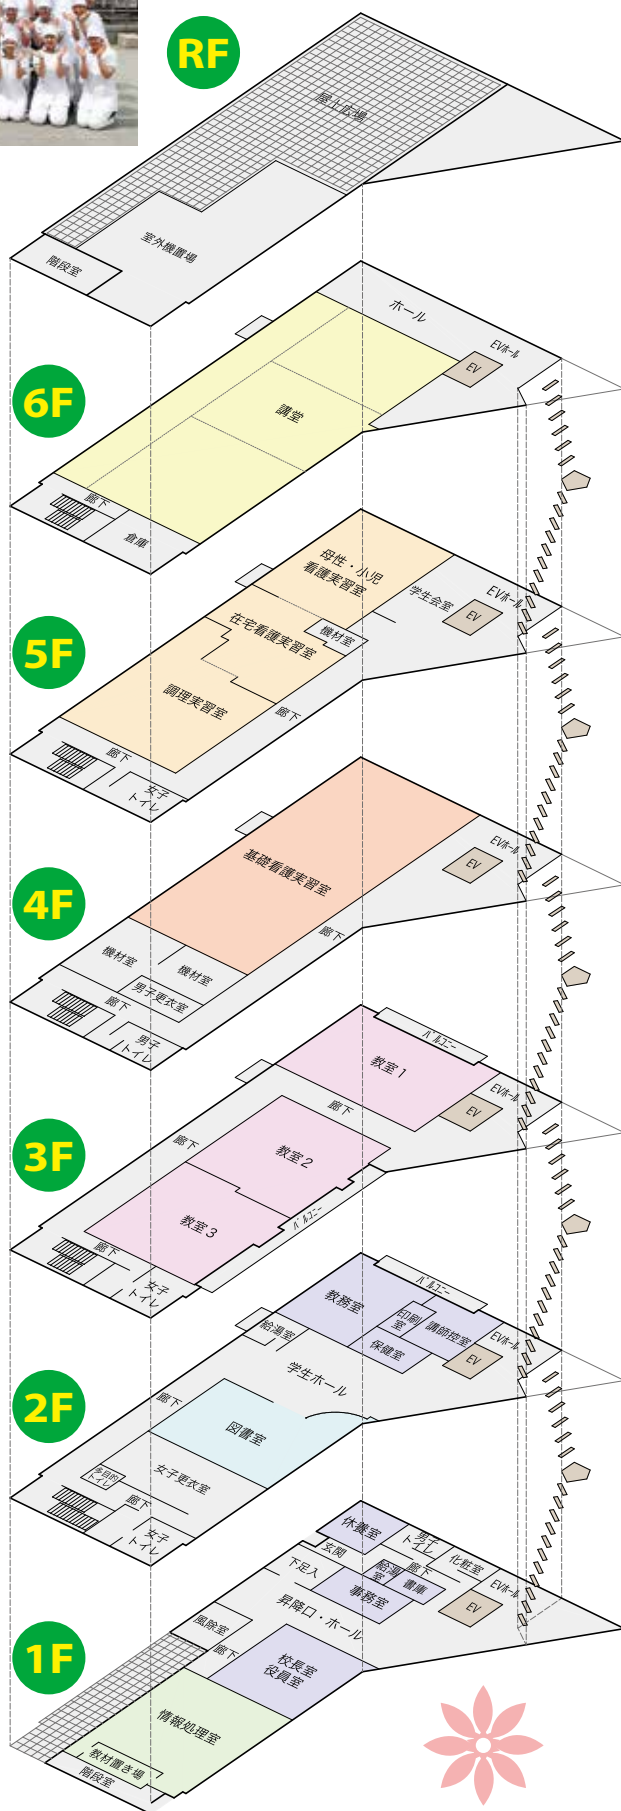 RF
屋上広場
室外機置場
階段室
6F
ホール
EVホール
EV
講堂
廊下
倉庫
5F
母性・小児
看護実習室
学生会室
EVホール
EV
在宅看護実習室
機材室
調理実習室
廊下
廊下
女子
トイレ
4F
基礎看護実習室
EVホール
EV
廊下
機材室
機材室
男子更衣室
廊下
男子
トイレ
3F
バルコニー
教室1
EVホール
EV
廊下
廊下
教室2
教室3
バルコニー
廊下
女子
トイレ
2F
バルコニー
教務室
印刷
室
講師控室
EVホール
EV
保健室
給湯室
学生ホール
廊下
図書室
女子更衣室
多目的
トイレ
廊下
女子
トイレ
1F
休養室
男子
トイレ
化粧室
EVホール
EV
玄関
給湯
室
廊下
書庫
下足入
事務室
昇降口・ホール
風除室
廊下
校長室
役員室
情報処理室
教材置き場
階段室